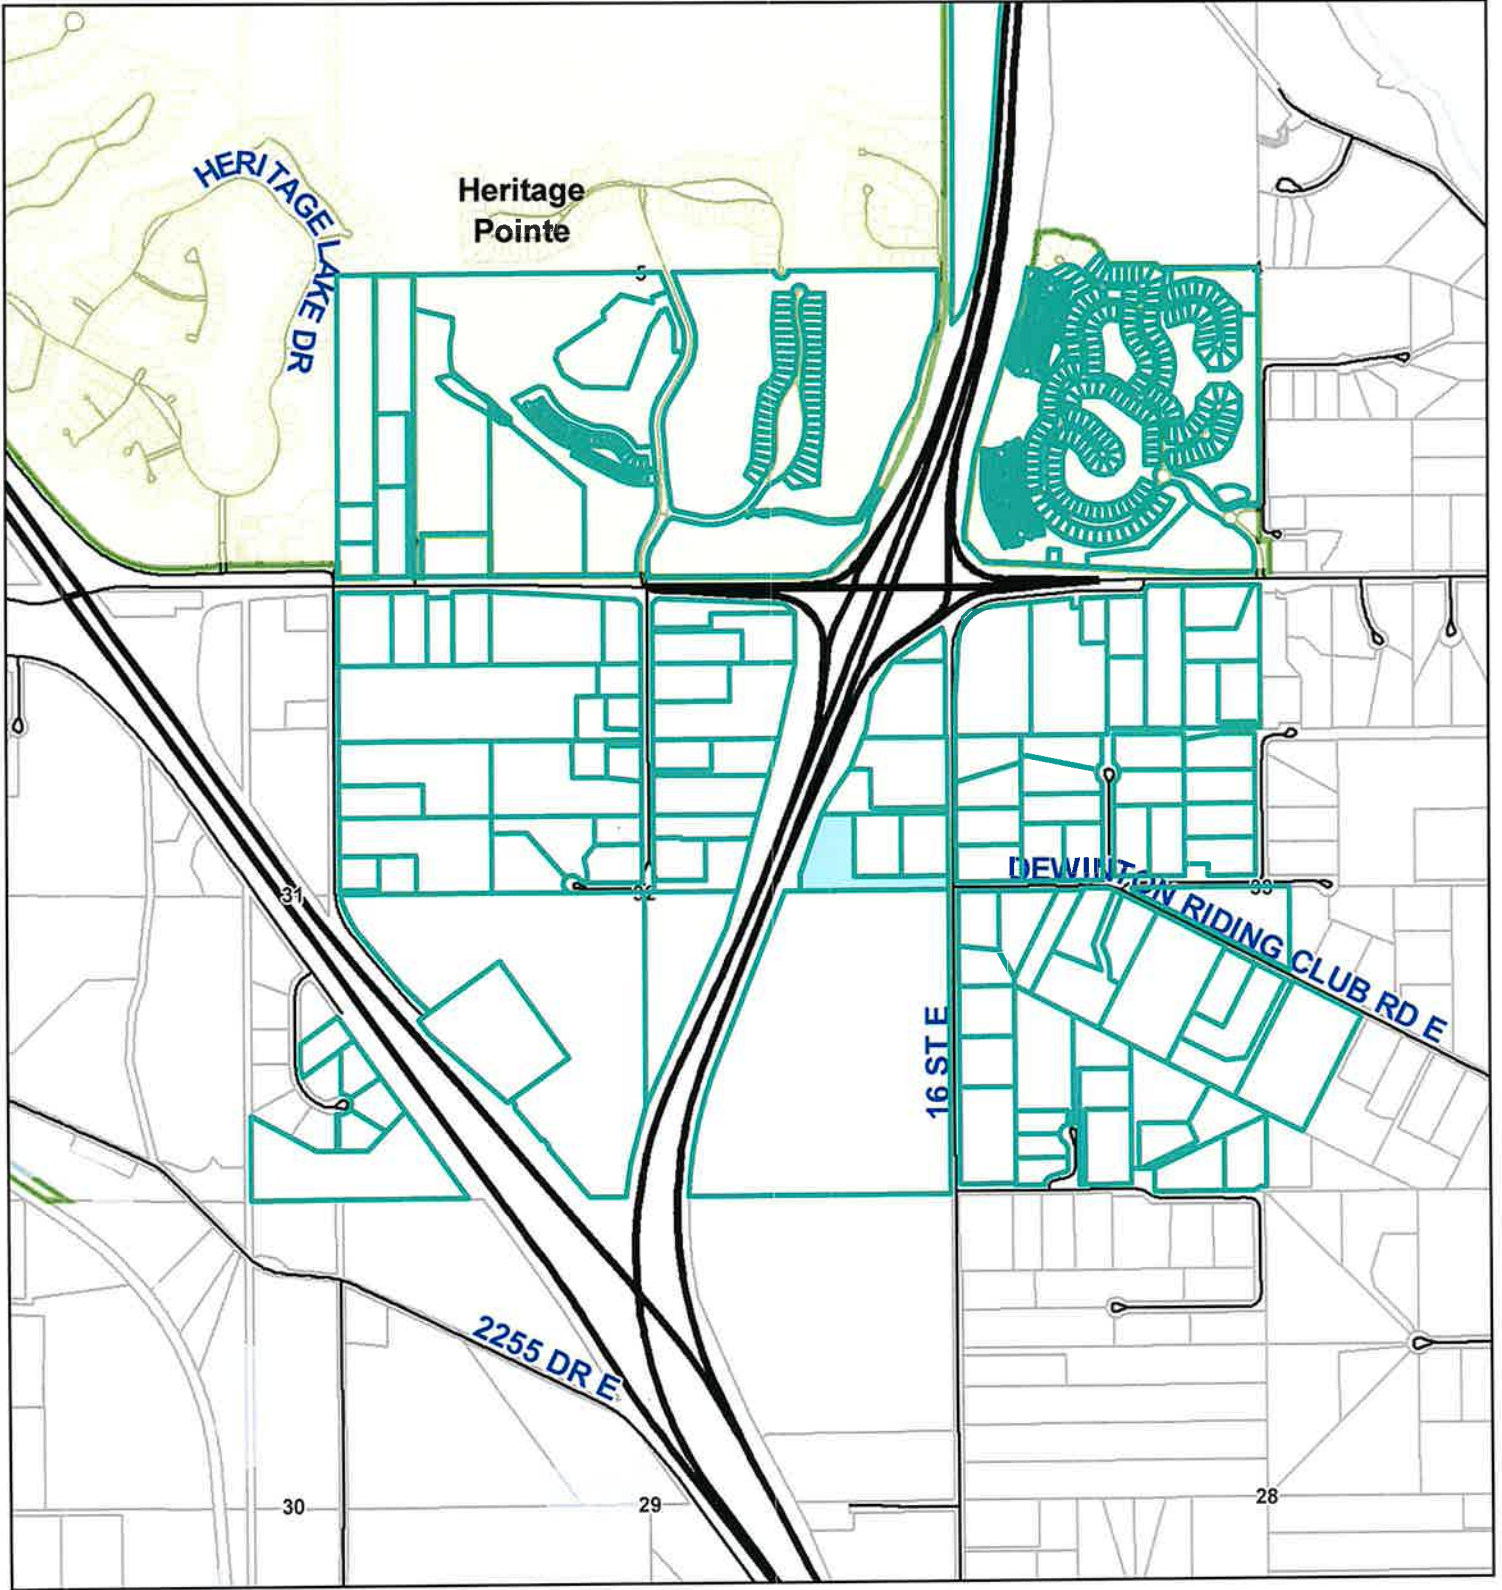 HERITAGE LAKE DR
Heritage
Pointe
5
31
32
DEWINTON RIDING CLUB RD E
33
16 ST E
2255 DR E
30
29
28